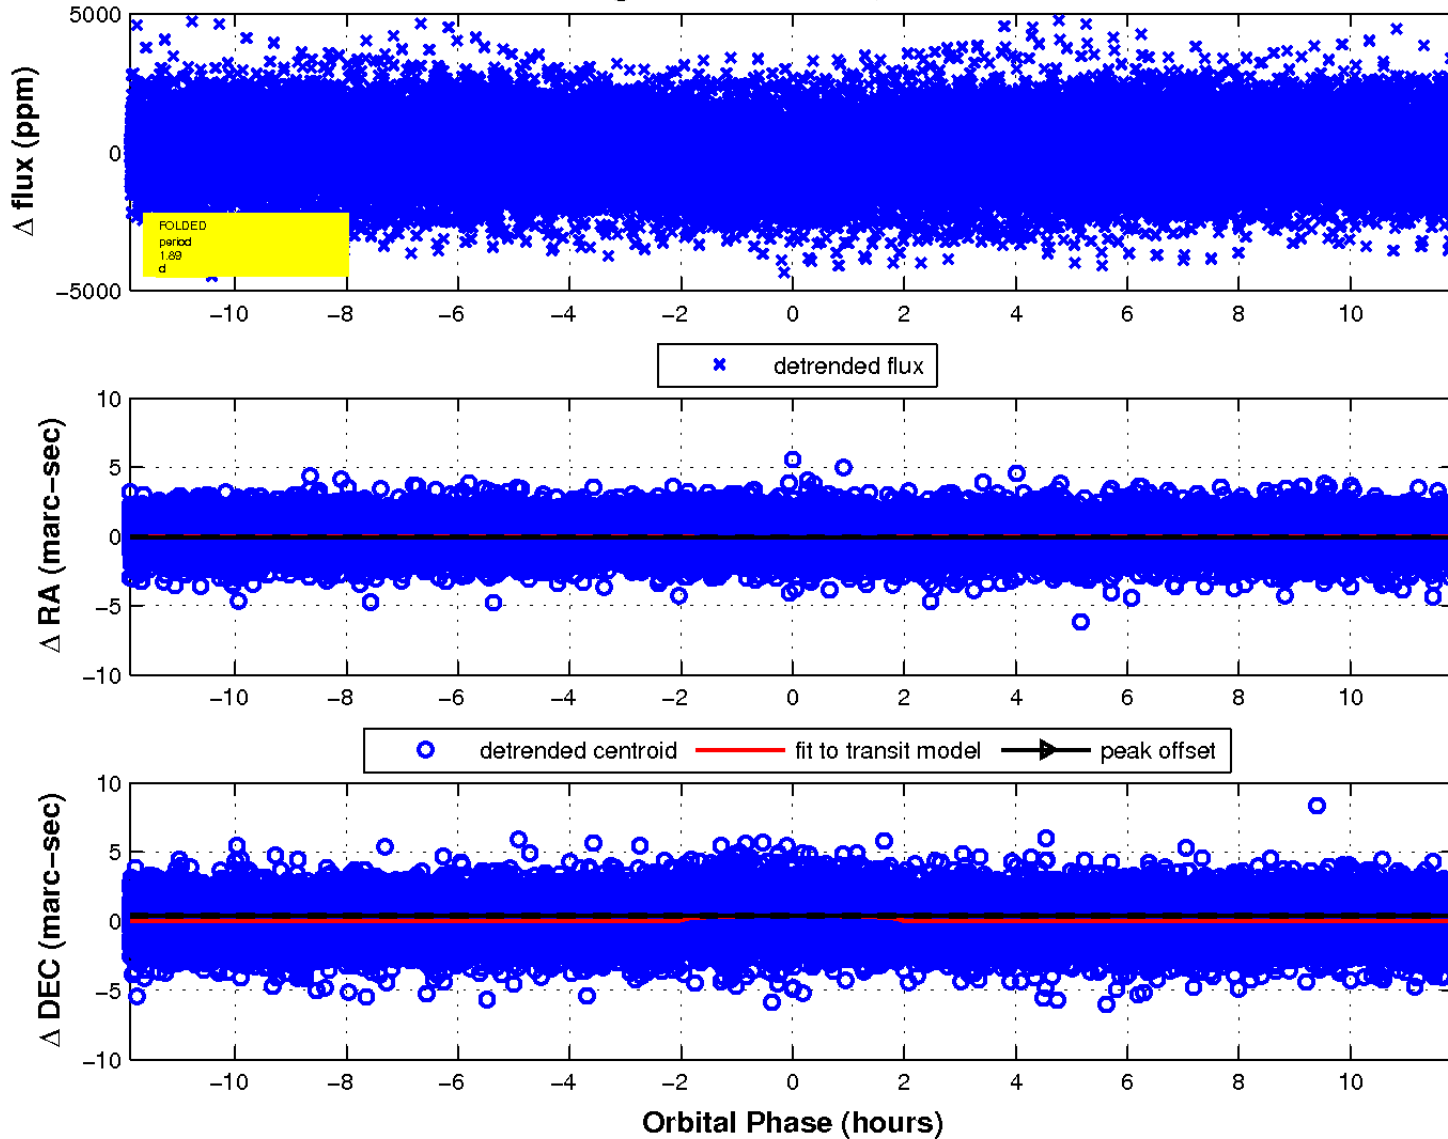 5000
0
−5000
Δ flux (ppm)
FOLDED
period
1.89
d
−10 −8 −6 −4 −2 0 2 4 6 8 10
detrended flux
10
5
0
−5
−10
Δ RA (marc−sec)
−10 −8 −6 −4 −2 0 2 4 6 8 10
detrended centroid fit to transit model peak offset
10
5
0
−5
−10
Δ DEC (marc−sec)
−10 −8 −6 −4 −2 0 2 4 6 8 10
Orbital Phase (hours)